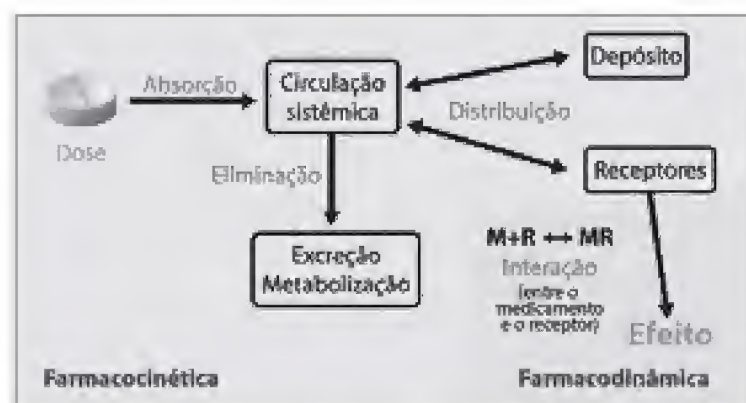 Depósito
Absorção
Circulação
sistêmica
Distribuição
Dose
Eliminação
Receptores
M+R ↔ MR
Excreção
Metabolização
Interação
(entre o
medicamento
e o receptor)
Efeito
Farmacocinética
Farmacodinâmica